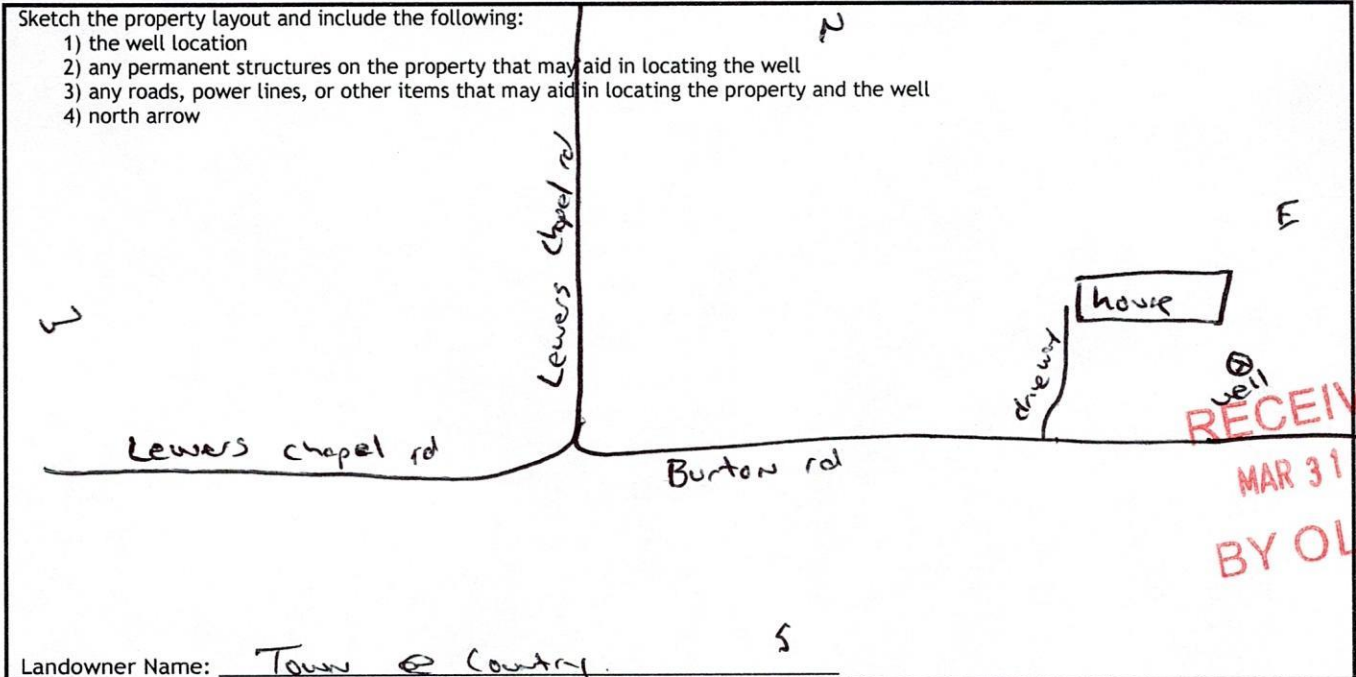 Sketch the property layout and include the following:
1) the well location
2) any permanent structures on the property that may aid in locating the well
3) any roads, power lines, or other items that may aid in locating the property and the well
4) north arrow
N
E
W
Lewers chapel rd
house
driveway
well
Lewers chapel rd
Burton rd
RECEIV
MAR 31
BY OL
S
Landowner Name: Town @ Country.